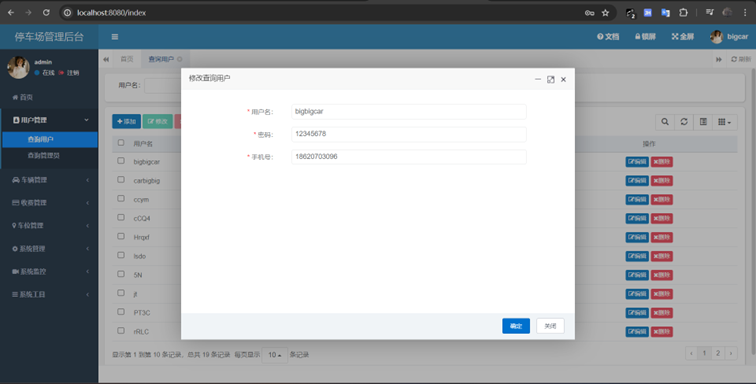 localhost:8080/index
停车场管理后台
文档
锁屏
全屏
bigcar
admin
在线 注销
首页
查询用户
刷新
首页
用户管理
查询用户
查询管理员
车辆管理
收费管理
车位管理
系统管理
系统监控
系统工具
用户名：
添加
修改
用户名
操作
bigbigcar
编辑 删除
carbigbig
编辑 删除
ccym
编辑 删除
cCQ4
编辑 删除
Hrqxf
编辑 删除
编辑 删除
5N
编辑 删除
编辑 删除
PT3C
编辑 删除
rRLC
编辑 删除
显示第 1 到第 10 条记录，总共 19 条记录 每页显示 10 条记录
‹ 1 2 ›
修改查询用户
* 用户名： bigbigcar
* 密码： 12345678
* 手机号： 18620703096
确定 关闭